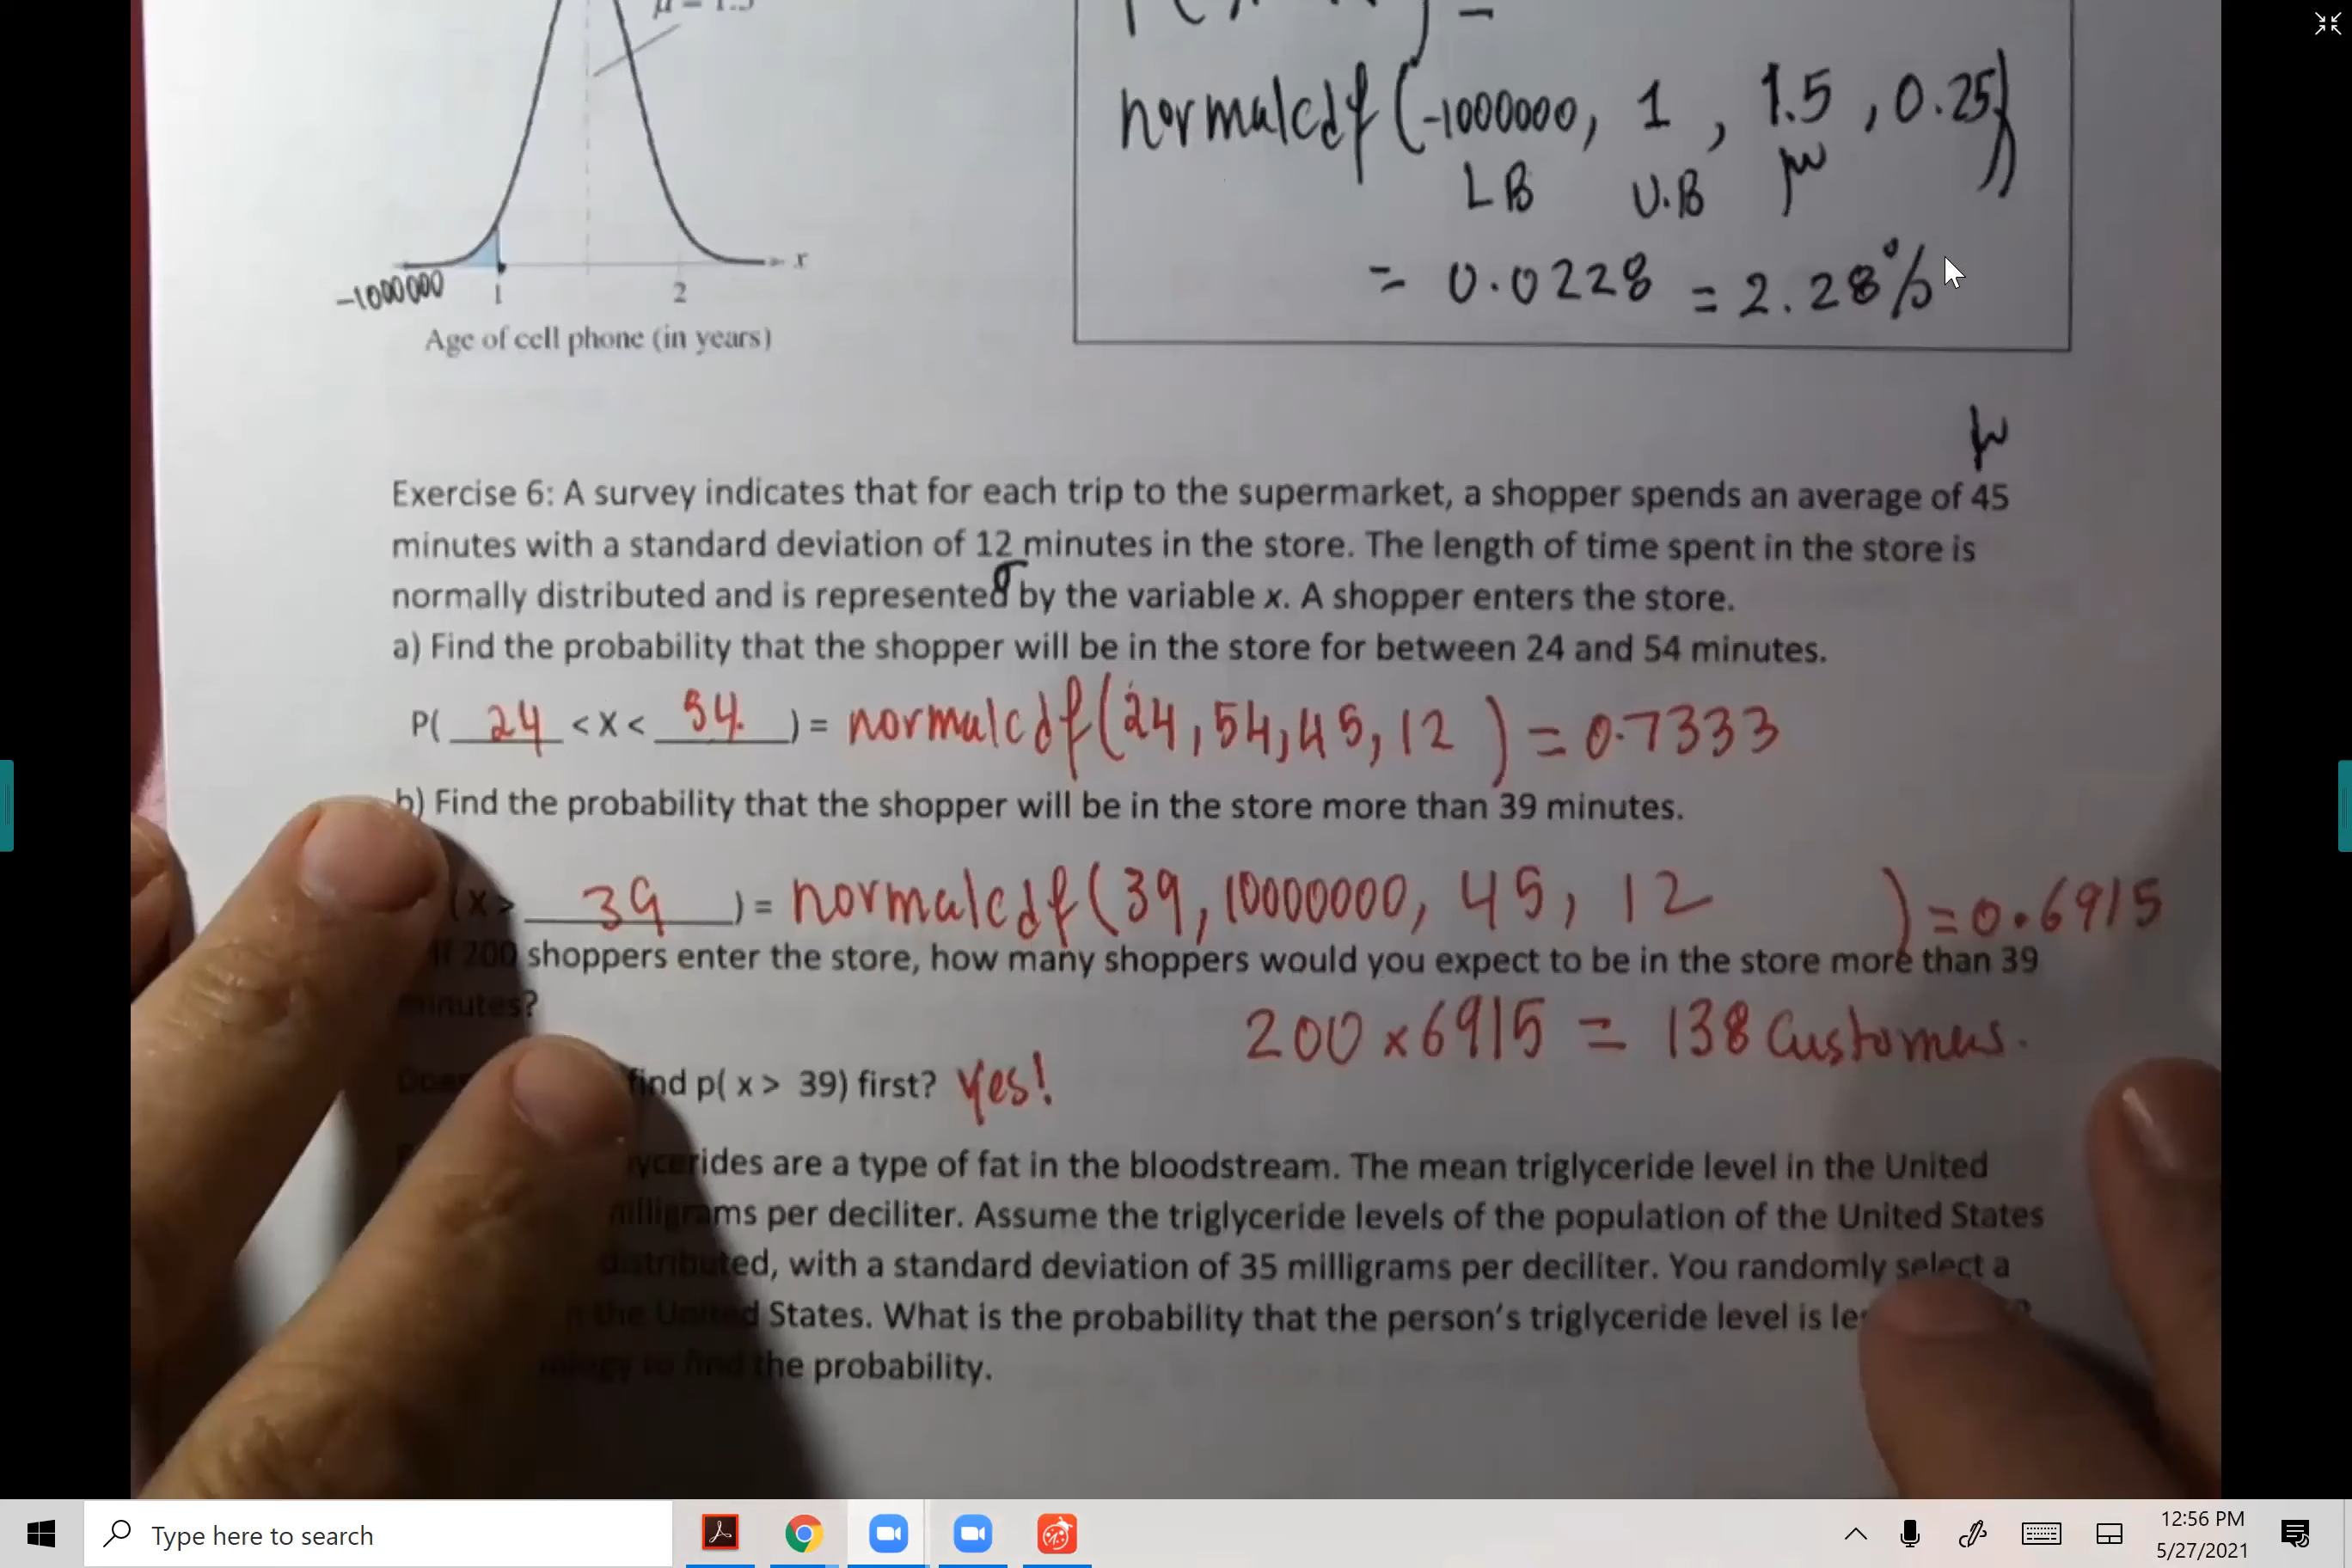 normalcdf (-1000000, 1, 1.5, 0.25)
LB U.B μ
= 0.0228 = 2.28%
-1000000 1 2 x
Age of cell phone (in years)
μ
Exercise 6: A survey indicates that for each trip to the supermarket, a shopper spends an average of 45
minutes with a standard deviation of 12 minutes in the store. The length of time spent in the store is
σ
normally distributed and is represented by the variable x. A shopper enters the store.
a) Find the probability that the shopper will be in the store for between 24 and 54 minutes.
P( 24 < X < 54. ) = normalcdf(24, 54, 45, 12 ) = 0.7333
b) Find the probability that the shopper will be in the store more than 39 minutes.
( X > 39 ) = normalcdf(39, 10000000, 45, 12 ) = 0.6915
If 200 shoppers enter the store, how many shoppers would you expect to be in the store more than 39
minutes?
200 x 6915 = 138 Customers.
find p( x > 39) first? Yes!
are a type of fat in the bloodstream. The mean triglyceride level in the United
milligrams per deciliter. Assume the triglyceride levels of the population of the United States
distributed, with a standard deviation of 35 milligrams per deciliter. You randomly select a
the United States. What is the probability that the person's triglyceride level is
to find the probability.
Type here to search
12:56 PM
5/27/2021